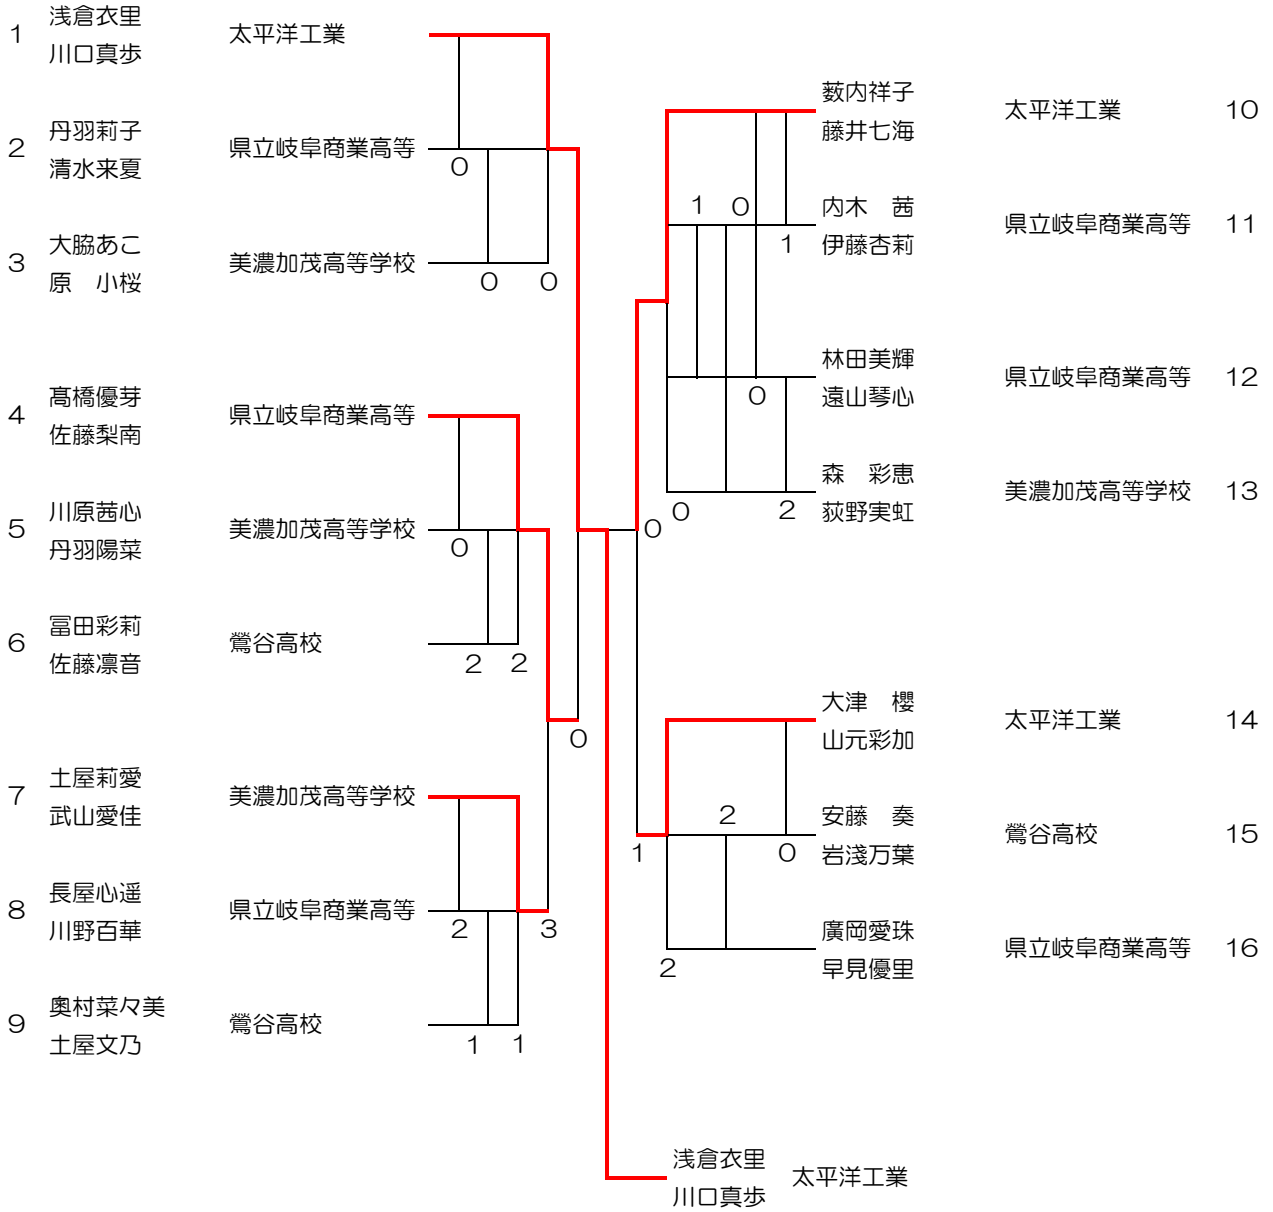 1 浅倉衣里 太平洋工業
川口真歩
2 丹羽莉子 県立岐阜商業高等
清水来夏
0
3 大脇あこ 美濃加茂高等学校
原　小桜
0 0
4 髙橋優芽 県立岐阜商業高等
佐藤梨南
5 川原茜心 美濃加茂高等学校
丹羽陽菜
0
6 冨田彩莉 鶯谷高校
佐藤凛音
2 2
0
7 土屋莉愛 美濃加茂高等学校
武山愛佳
8 長屋心遥 県立岐阜商業高等
川野百華
2 3
9 奥村菜々美 鶯谷高校
土屋文乃
1 1
薮内祥子 太平洋工業 10
藤井七海
1 0
内木　茜 県立岐阜商業高等 11
伊藤杏莉
1
林田美輝 県立岐阜商業高等 12
遠山琴心
0
森　彩恵 美濃加茂高等学校 13
荻野実虹
0 2
0
大津　櫻 太平洋工業 14
山元彩加
2
安藤　奏 鶯谷高校 15
岩淺万葉
1 0
廣岡愛珠 県立岐阜商業高等 16
早見優里
2
浅倉衣里 太平洋工業
川口真歩